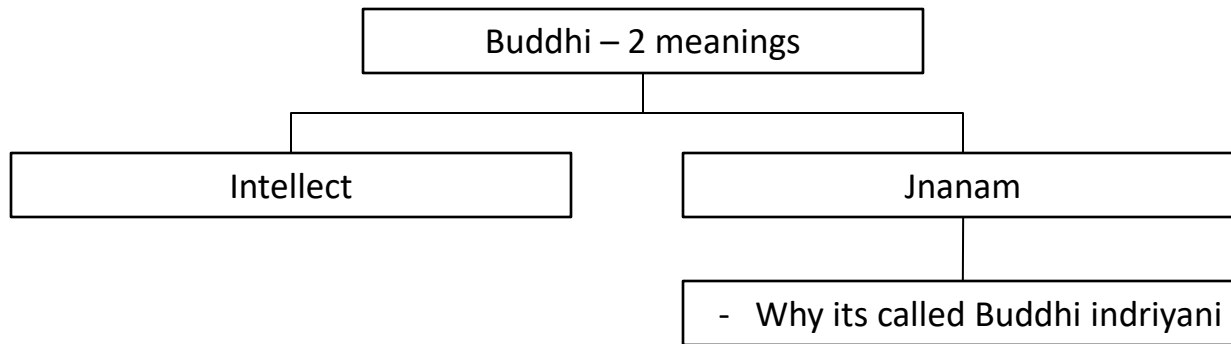 Buddhi – 2 meanings
Intellect
Jnanam
- Why its called Buddhi indriyani